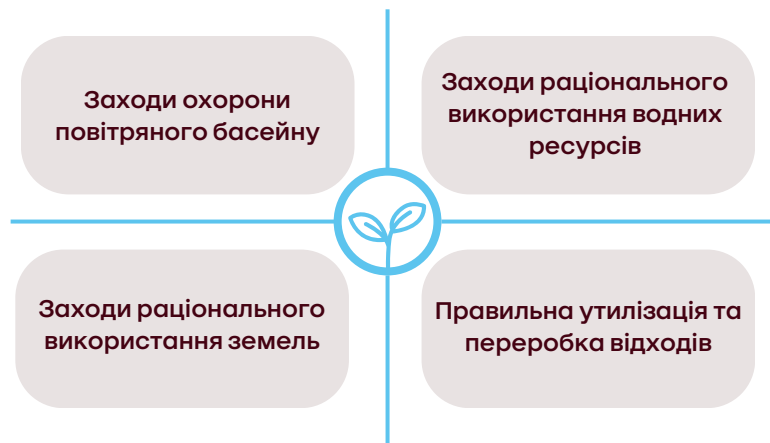 Заходи охорони
повітряного басейну
Заходи раціонального
використання водних
ресурсів
Заходи раціонального
використання земель
Правильна утилізація та
переробка відходів